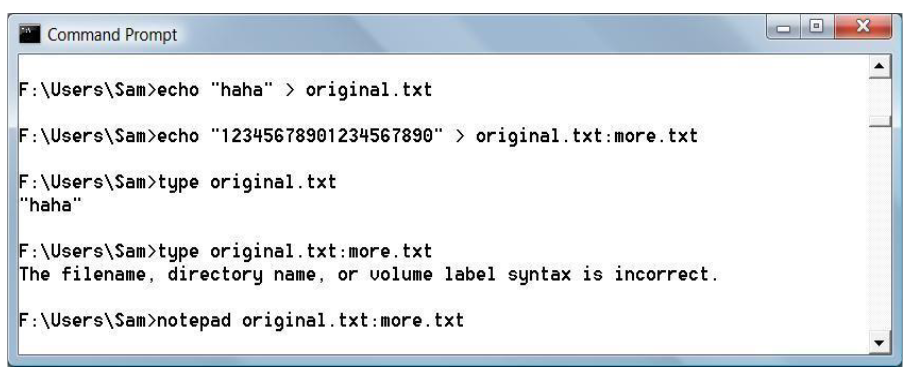 Command Prompt
F:\Users\Sam>echo "haha" > original.txt
F:\Users\Sam>echo "12345678901234567890" > original.txt:more.txt
F:\Users\Sam>type original.txt
"haha"
F:\Users\Sam>type original.txt:more.txt
The filename, directory name, or volume label syntax is incorrect.
F:\Users\Sam>notepad original.txt:more.txt